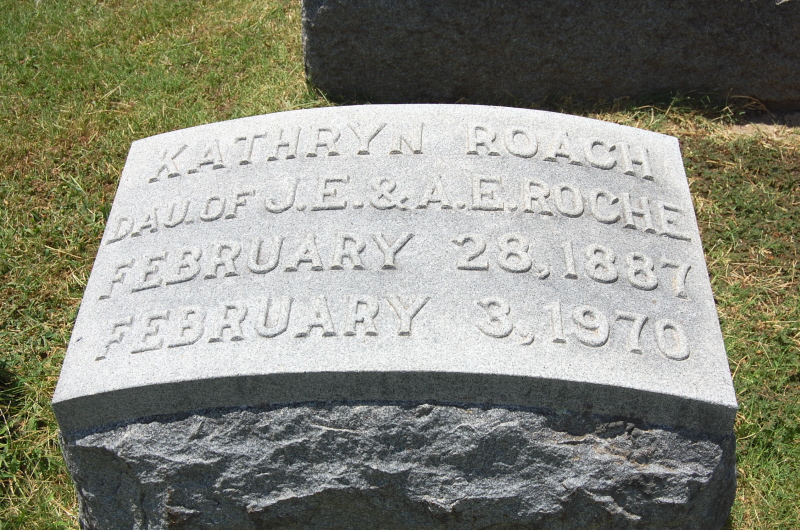 KATHRYN ROACH
DAU. OF J. E. & A. E. ROCHE
FEBRUARY 28, 1887
FEBRUARY 3, 1970